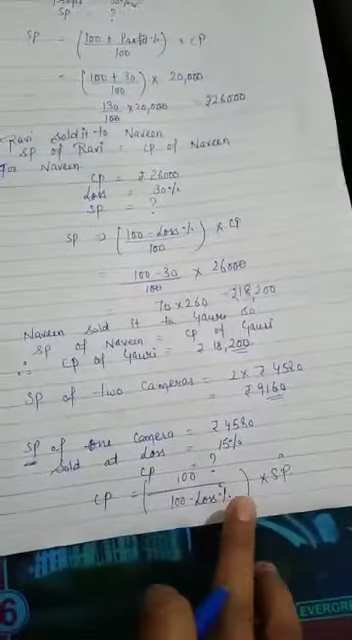 SP ?
SP = (100 + Profit% / 100) × CP
= (100 + 30 / 100) × 20,000
130/100 × 20,000 = ₹26000
Ravi sold it to Naveen
SP of Ravi = CP of Naveen
For Naveen
CP = ₹26000
Loss = 30%
SP = ?
SP ⇒ (100 - Loss% / 100) × CP
= 100 - 30 / 100 × 26000
= 70 × 260 = ₹18,200
Naveen sold it to Gauri so
SP of Naveen = CP of Gauri
∴ CP of Gauri = ₹18,200
SP of two cameras = 2 × ₹4580
= ₹9160
SP of one camera = ₹4580
Sold at Loss = 15%
CP = ?
CP = (100 / 100 - Loss%) × SP
6
EVERGRE